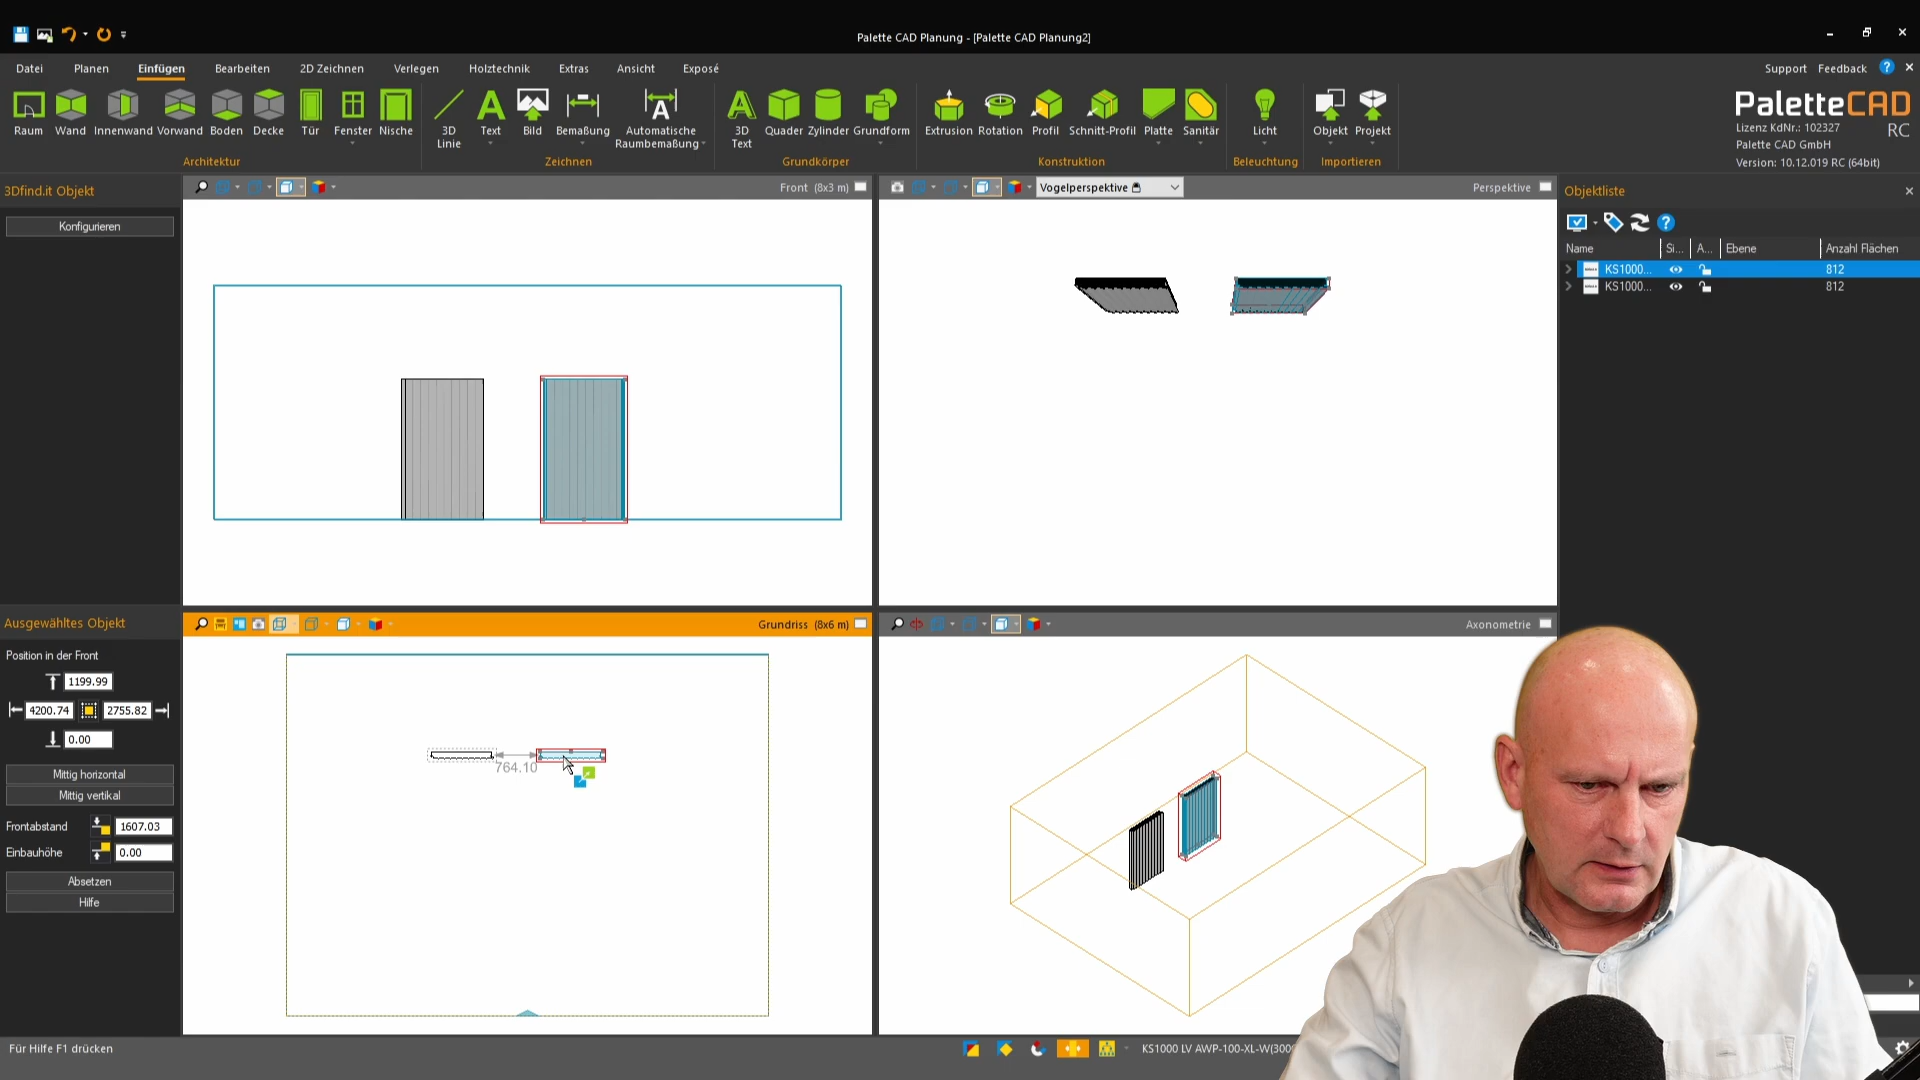 Palette CAD Planung - [Palette CAD Planung2]
Datei Planen Einfügen Bearbeiten 2D Zeichnen Verlegen Holztechnik Extras Ansicht Exposé
Support Feedback
Raum Wand Innenwand Vorwand Boden Decke Tür Fenster Nische
Architektur
3D Linie Text Bild Bemaßung Automatische Raumbemaßung
Zeichnen
3D Text Quader Zylinder Grundform
Grundkörper
Extrusion Rotation Profil Schnitt-Profil Platte Sanitär
Konstruktion
Licht
Beleuchtung
Objekt Projekt
Importieren
PaletteCAD
RC
Lizenz KdNr.: 102327
Palette CAD GmbH
Version: 10.12.019 RC (64bit)
3Dfind.it Objekt
Konfigurieren
Front (8x3 m)
Vogelperspektive
Perspektive
Objektliste
Name Si... A... Ebene Anzahl Flächen
KS1000... 812
KS1000... 812
Ausgewähltes Objekt
Position in der Front
1199.99
4200.74 2755.82
0.00
Mittig horizontal
Mittig vertikal
Frontabstand 1607.03
Einbauhöhe 0.00
Absetzen
Hilfe
Grundriss (8x6 m)
764.10
Axonometrie
Für Hilfe F1 drücken
KS1000 LV AWP-100-XL-W(300